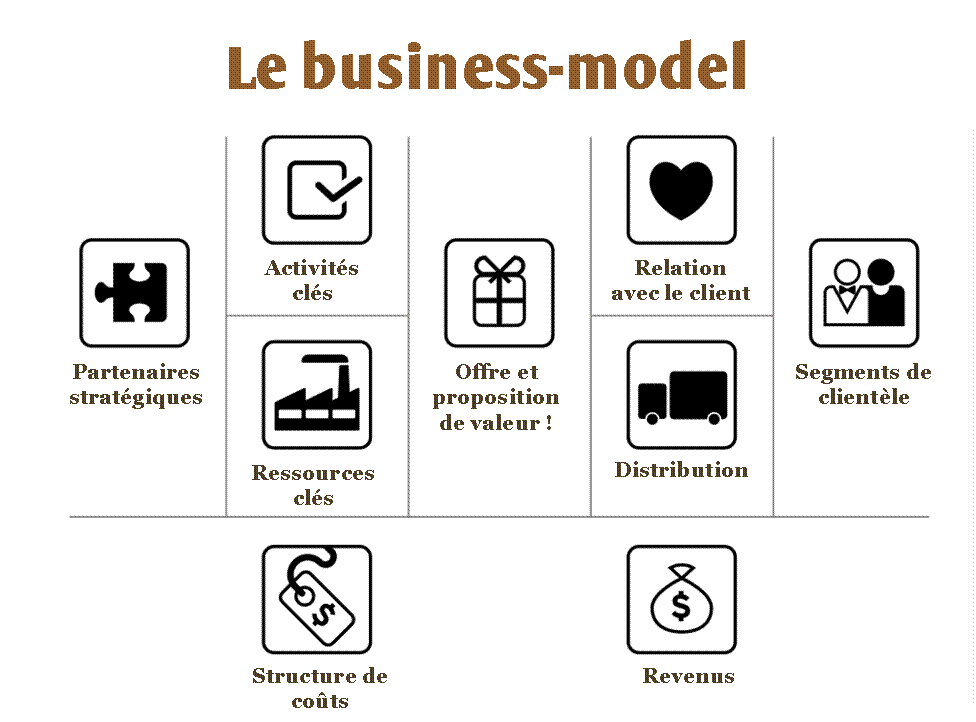 Le business-model
Partenaires
stratégiques
Activités
clés
Ressources
clés
Offre et
proposition
de valeur !
Relation
avec le client
Distribution
Segments de
clientèle
$
Structure de
coûts
$
Revenus